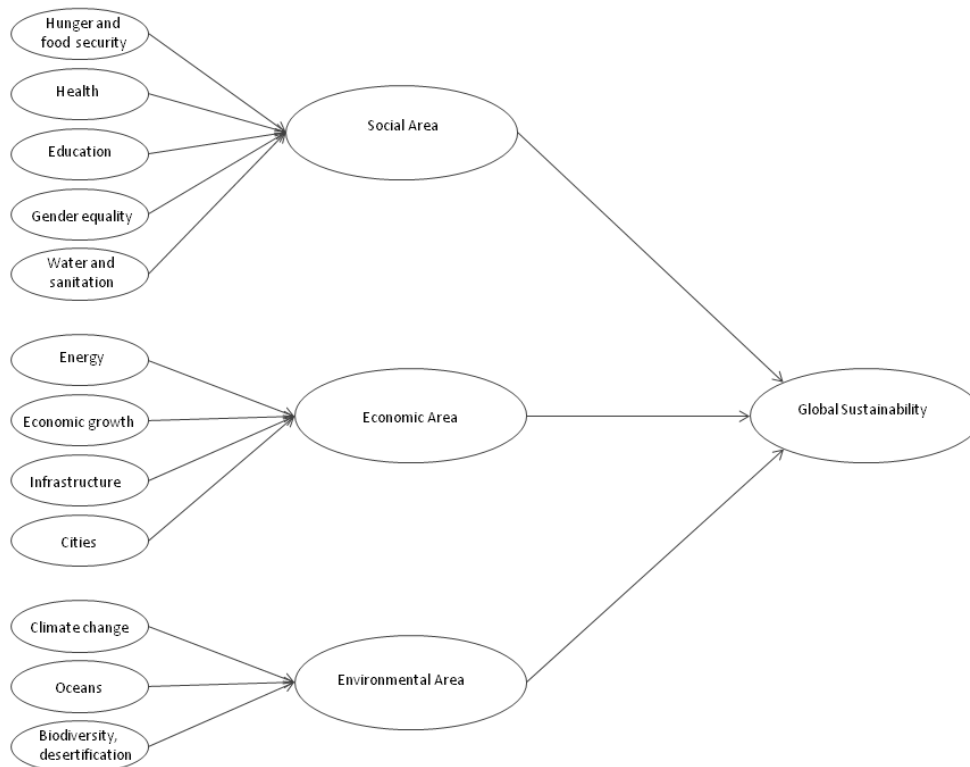 Hunger and
food security
Health
Education
Gender equality
Water and
sanitation
Social Area
Energy
Economic growth
Infrastructure
Cities
Economic Area
Global Sustainability
Climate change
Oceans
Biodiversity,
desertification
Environmental Area